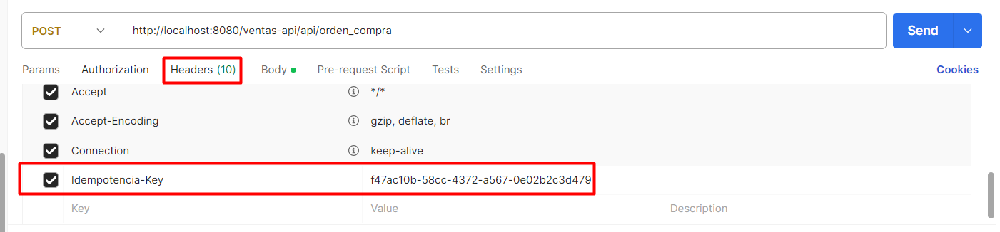 POST http://localhost:8080/ventas-api/api/orden_compra Send
Params Authorization Headers (10) Body Pre-request Script Tests Settings Cookies
Accept */*
Accept-Encoding gzip, deflate, br
Connection keep-alive
Idempotencia-Key f47ac10b-58cc-4372-a567-0e02b2c3d479
Key Value Description